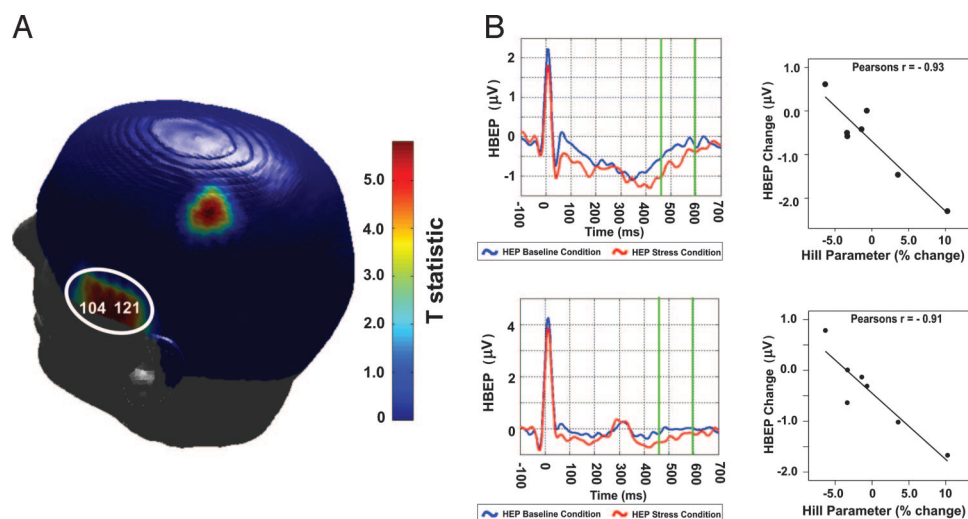 A
104 121
5.0
4.0
3.0
2.0
1.0
0
T statistic
B
HBEP (μV)
2
1
0
-1
-100
0
100
200
300
400
500
600
700
Time (ms)
HEP Baseline Condition HEP Stress Condition
Pearsons r = - 0.93
HBEP Change (μV)
1.0
0.0
-1.0
-2.0
-5.0 0 5.0 10
Hill Parameter (% change)
HBEP (μV)
4
2
0
-100
0
100
200
300
400
500
600
700
Time (ms)
HEP Baseline Condition HEP Stress Condition
Pearsons r = - 0.91
HBEP Change (μV)
1.0
0.0
-1.0
-2.0
-5.0 0 5.0 10
Hill Parameter (% change)